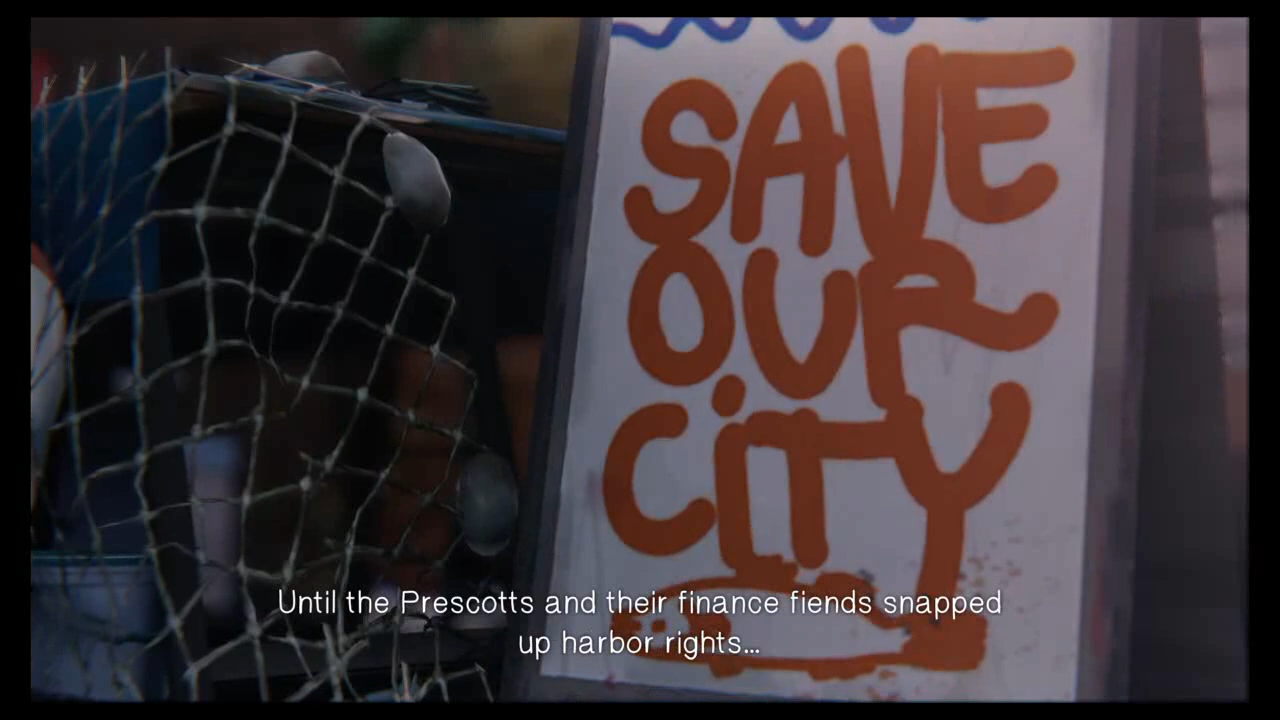 SAVE
OUR
CiTY
Until the Prescotts and their finance fiends snapped
up harbor rights...